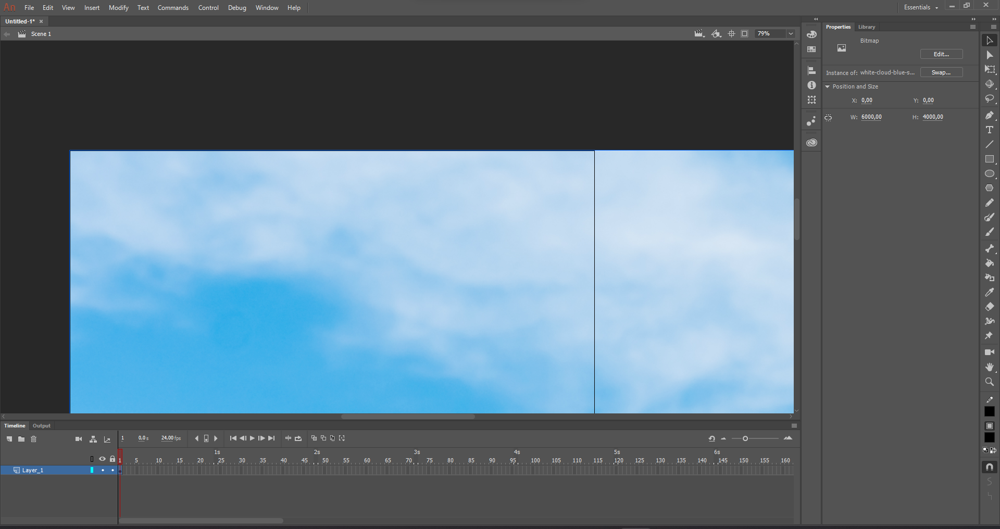 An File Edit View Insert Modify Text Commands Control Debug Window Help Essentials
Untitled-1*
Scene 1
79%
Properties Library
Bitmap
Edit...
Instance of: white-cloud-blue-s... Swap...
Position and Size
X: 0,00 Y: 0,00
W: 6000,00 H: 4000,00
Timeline Output
1 0,0 s 24,00 fps
1s 2s 3s 4s 5s 6s
1 5 10 15 20 25 30 35 40 45 50 55 60 65 70 75 80 85 90 95 100 105 110 115 120 125 130 135 140 145 150 155 160
Layer_1